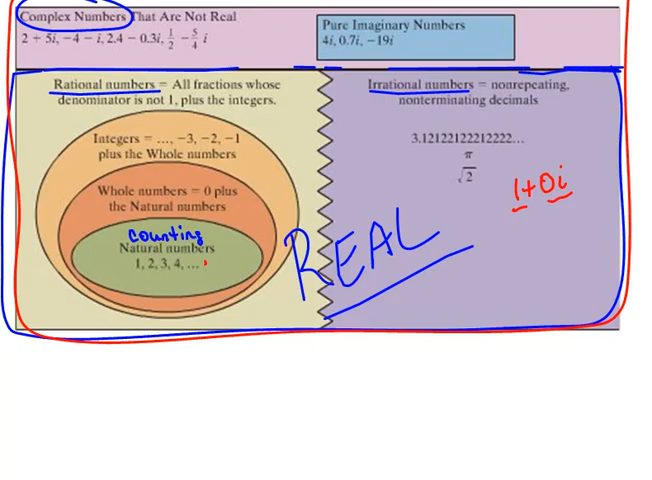 Complex Numbers That Are Not Real
2 + 5i, −4 − i, 2.4 − 0.3i, 1/2 − 5/4 i
Pure Imaginary Numbers
4i, 0.7i, −19i
Rational numbers = All fractions whose
denominator is not 1, plus the integers.
Integers = ..., −3, −2, −1
plus the Whole numbers
Whole numbers = 0 plus
the Natural numbers
counting
Natural numbers
1, 2, 3, 4, ...
Irrational numbers = nonrepeating,
nonterminating decimals
3.12122122212222...
π
√2
1+0i
REAL